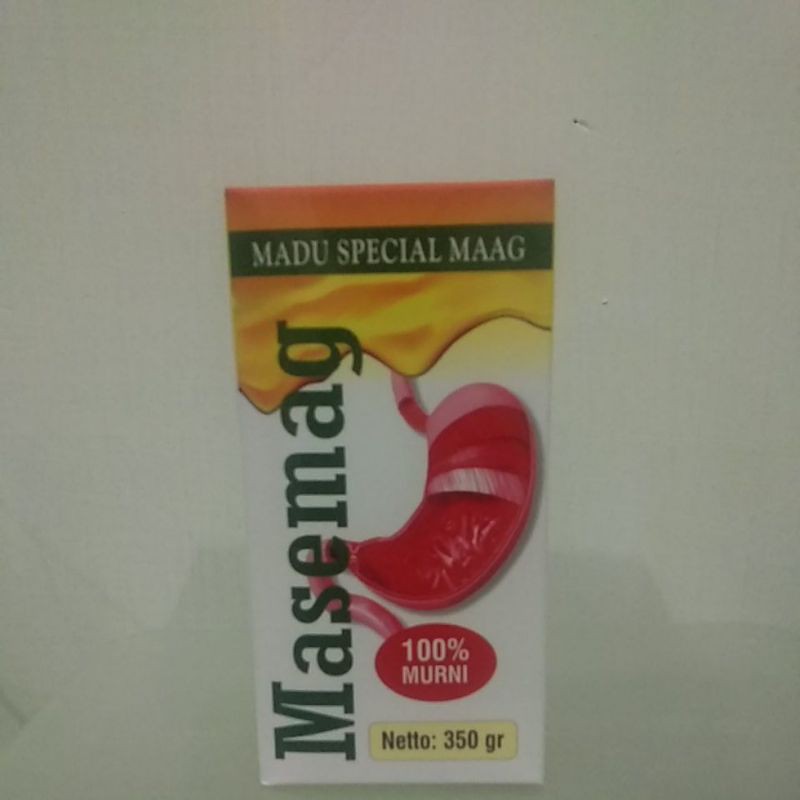 MADU SPECIAL MAAG
Masemag
100%
MURNI
Netto: 350 gr